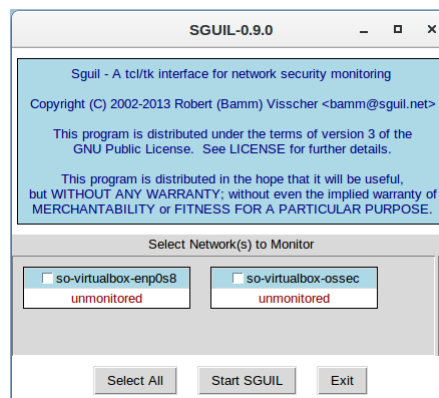 SGUIL-0.9.0
Sguil - A tcl/tk interface for network security monitoring
Copyright (C) 2002-2013 Robert (Bamm) Visscher <bamm@sguil.net>
This program is distributed under the terms of version 3 of the
GNU Public License.  See LICENSE for further details.
This program is distributed in the hope that it will be useful,
but WITHOUT ANY WARRANTY; without even the implied warranty of
MERCHANTABILITY or FITNESS FOR A PARTICULAR PURPOSE.
Select Network(s) to Monitor
so-virtualbox-enp0s8 so-virtualbox-ossec
unmonitored unmonitored
Select All Start SGUIL Exit